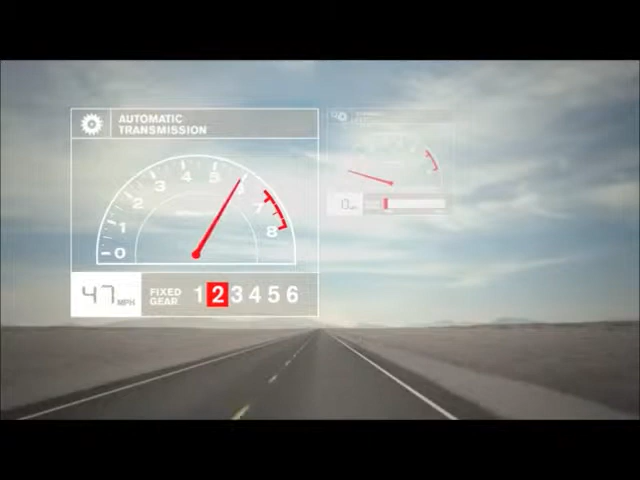 AUTOMATIC
TRANSMISSION
0 1 2 3 4 5 6 7 8
47 MPH
FIXED
GEAR
1 2 3 4 5 6
0